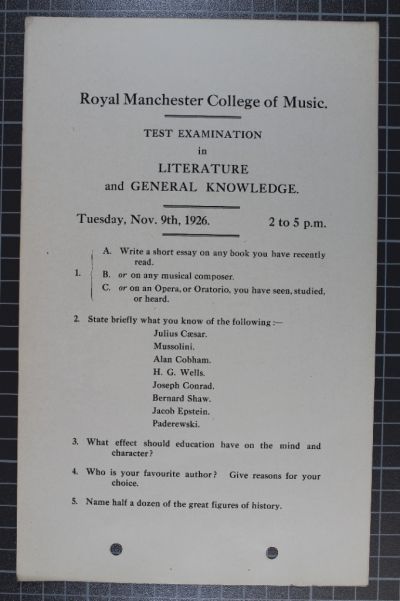 Royal Manchester College of Music.
TEST EXAMINATION
in
LITERATURE
and GENERAL KNOWLEDGE.
Tuesday, Nov. 9th, 1926. 2 to 5 p.m.
A. Write a short essay on any book you have recently
read.
1. B. or on any musical composer.
C. or on an Opera, or Oratorio, you have seen, studied,
or heard.
2. State briefly what you know of the following :—
Julius Cæsar.
Mussolini.
Alan Cobham.
H. G. Wells.
Joseph Conrad.
Bernard Shaw.
Jacob Epstein.
Paderewski.
3. What effect should education have on the mind and
character?
4. Who is your favourite author? Give reasons for your
choice.
5. Name half a dozen of the great figures of history.